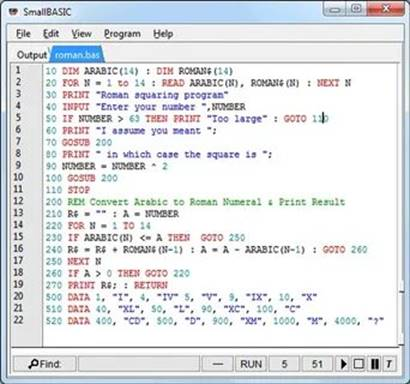 SmallBASIC
File Edit View Program Help
Output roman.bas
1 10 DIM ARABIC(14) : DIM ROMAN$(14)
2 20 FOR N = 1 to 14 : READ ARABIC(N), ROMAN$(N) : NEXT N
3 30 PRINT "Roman squaring program"
4 40 INPUT "Enter your number ",NUMBER
5 50 IF NUMBER > 63 THEN PRINT "Too large" : GOTO 110
6 60 PRINT "I assume you meant ";
7 70 GOSUB 200
8 80 PRINT " in which case the square is ";
9 90 NUMBER = NUMBER ^ 2
10 100 GOSUB 200
11 110 STOP
12 200 REM Convert Arabic to Roman Numeral & Print Result
13 210 R$ = "" : A = NUMBER
14 220 FOR N = 1 TO 14
15 230 IF ARABIC(N) <= A THEN GOTO 250
16 240 R$ = R$ + ROMAN$(N-1) : A = A - ARABIC(N-1) : GOTO 260
17 250 NEXT N
18 260 IF A > 0 THEN GOTO 220
19 270 PRINT R$; : RETURN
20 500 DATA 1, "I", 4, "IV" 5, "V", 9, "IX", 10, "X"
21 510 DATA 40, "XL", 50, "L", 90, "XC", 100, "C"
22 520 DATA 400, "CD", 500, "D", 900, "XM", 1000, "M", 4000, "?"
Find: — RUN 5 51 T